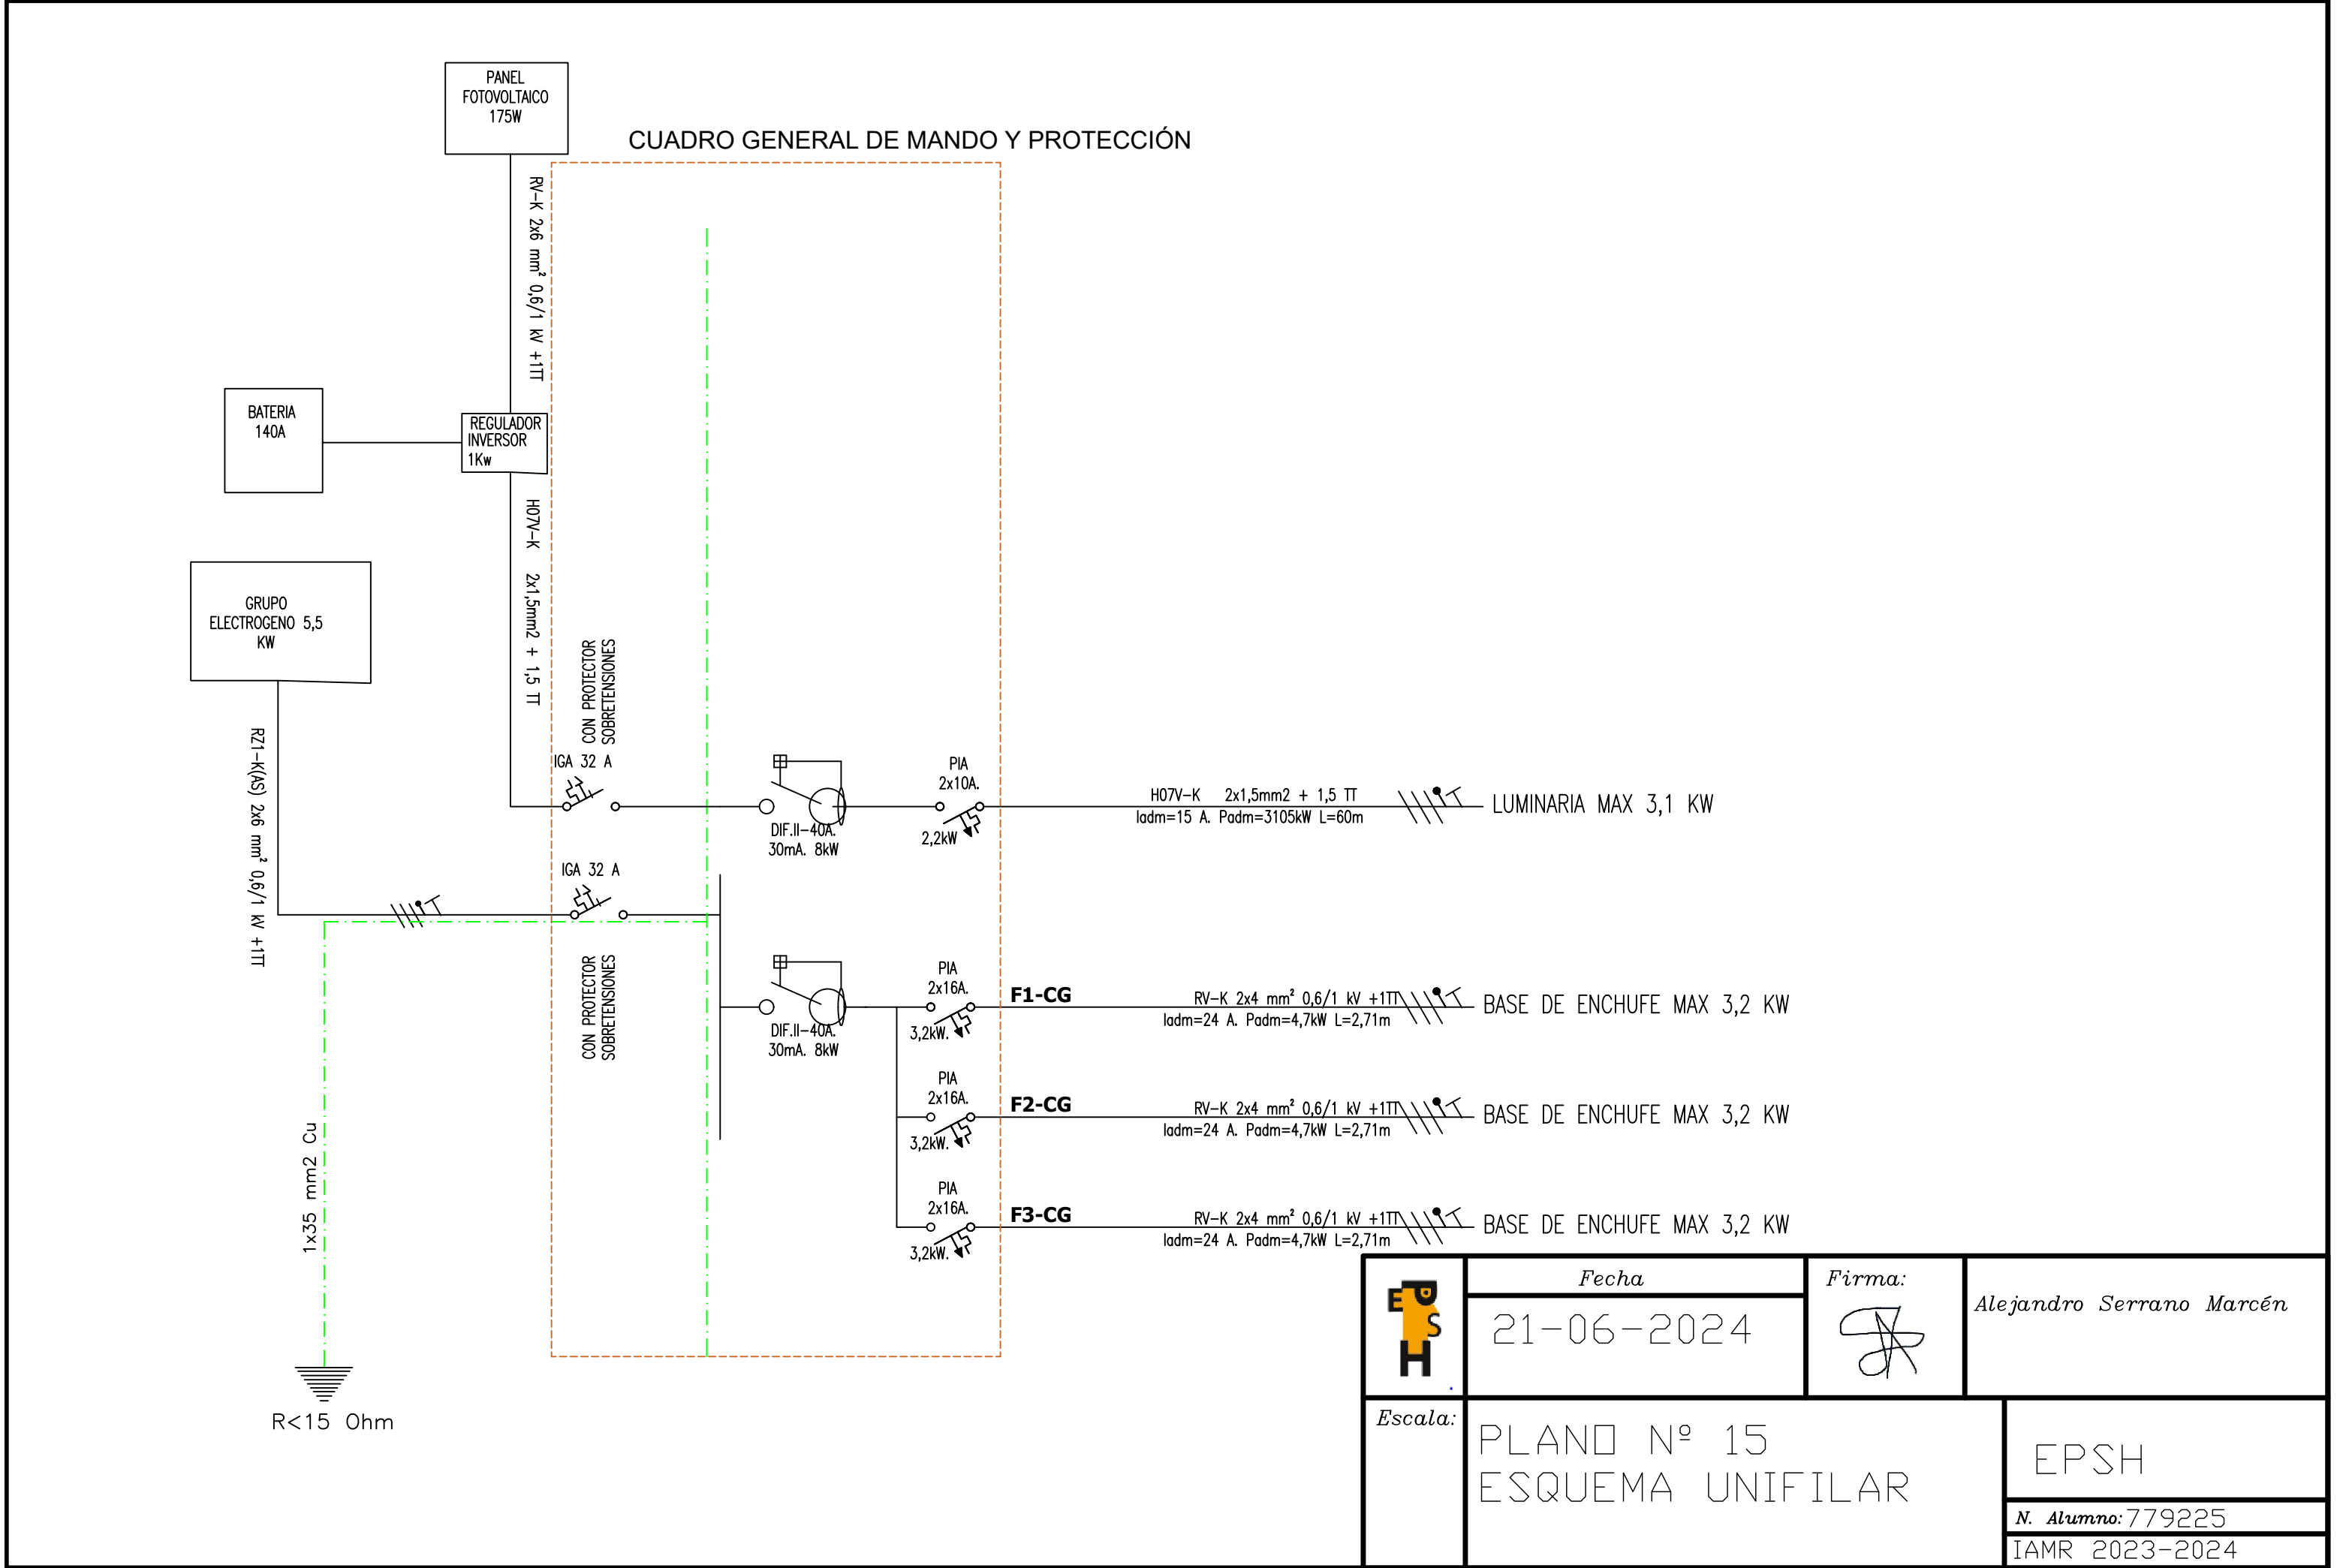 PANEL
FOTOVOLTAICO
175W
CUADRO GENERAL DE MANDO Y PROTECCIÓN
RV-K 2x6 mm² 0,6/1 kV +1TT
BATERIA
140A
REGULADOR
INVERSOR
1Kw
H07V-K 2x1,5mm2 + 1,5 TT
GRUPO
ELECTROGENO 5,5
KW
RZ1-K(AS) 2x6 mm² 0,6/1 kV +1TT
CON PROTECTOR
SOBRETENSIONES
IGA 32 A
DIF.II-40A.
30mA. 8kW
PIA
2x10A.
2,2kW
H07V-K 2x1,5mm2 + 1,5 TT
Iadm=15 A. Padm=3105kW L=60m
LUMINARIA MAX 3,1 KW
IGA 32 A
CON PROTECTOR
SOBRETENSIONES
DIF.II-40A.
30mA. 8kW
PIA
2x16A.
3,2kW.
F1-CG
RV-K 2x4 mm² 0,6/1 kV +1TT
Iadm=24 A. Padm=4,7kW L=2,71m
BASE DE ENCHUFE MAX 3,2 KW
PIA
2x16A.
3,2kW.
F2-CG
RV-K 2x4 mm² 0,6/1 kV +1TT
Iadm=24 A. Padm=4,7kW L=2,71m
BASE DE ENCHUFE MAX 3,2 KW
PIA
2x16A.
3,2kW.
F3-CG
RV-K 2x4 mm² 0,6/1 kV +1TT
Iadm=24 A. Padm=4,7kW L=2,71m
BASE DE ENCHUFE MAX 3,2 KW
1x35 mm2 Cu
R<15 Ohm
EPSH
Fecha
21-06-2024
Firma:
Alejandro Serrano Marcén
Escala:
PLANO Nº 15
ESQUEMA UNIFILAR
EPSH
N. Alumno: 779225
IAMR 2023-2024